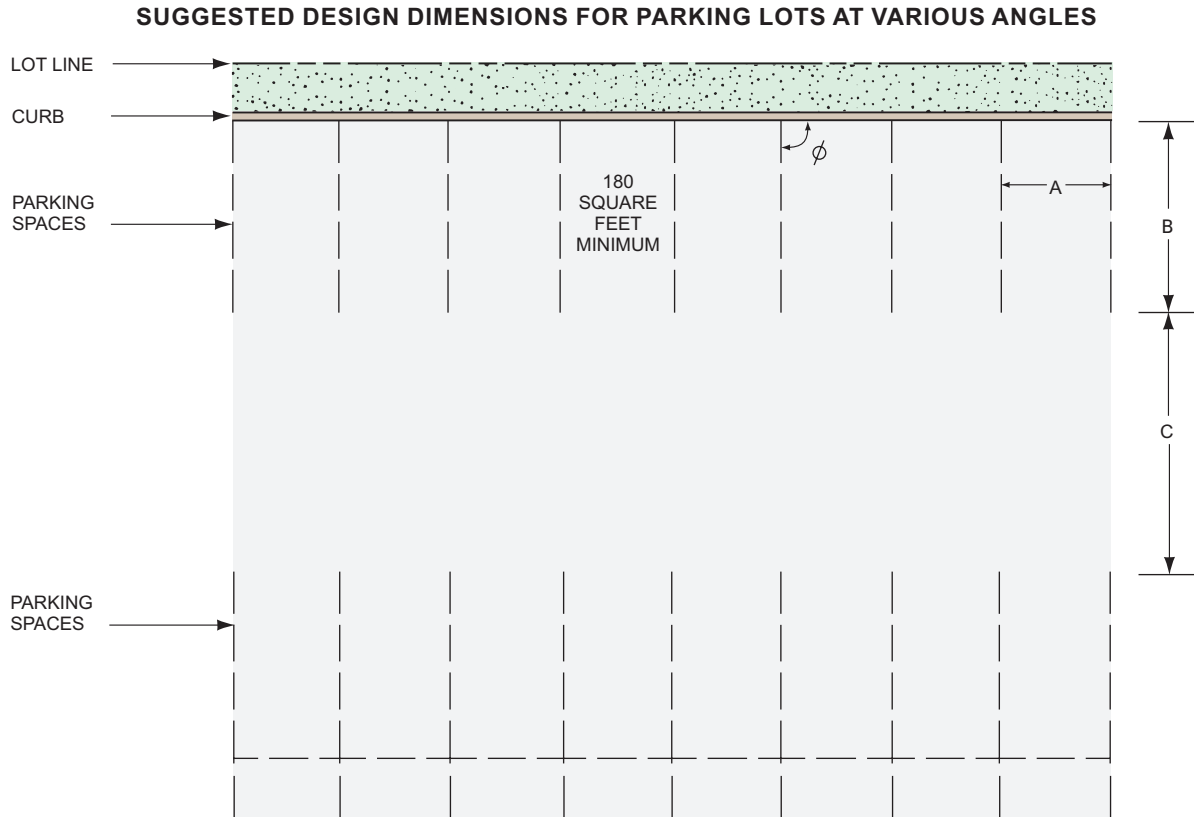 SUGGESTED DESIGN DIMENSIONS FOR PARKING LOTS AT VARIOUS ANGLES
LOT LINE
CURB
ϕ
PARKING
SPACES
180
SQUARE
FEET
MINIMUM
A
B
C
PARKING
SPACES